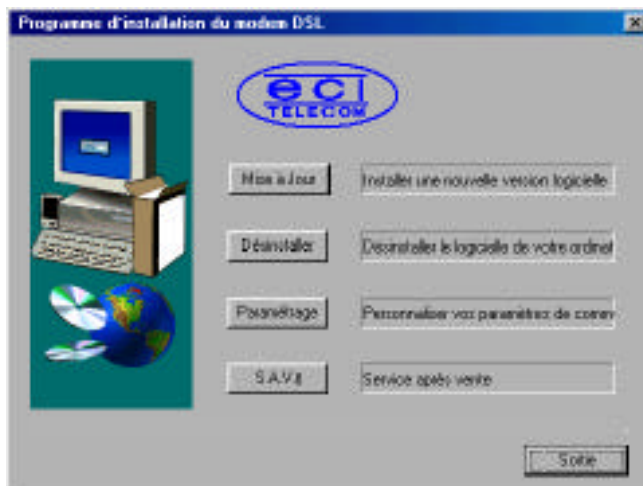 Programme d'installation du modem DSL
eci
TELECOM
Mise à Jour
Installer une nouvelle version logicielle
Désinstaller
Désinstaller le logicielle de votre ordinat
Paramétrage
Personnaliser vos paramètres de comm
Service après vente
Sortie